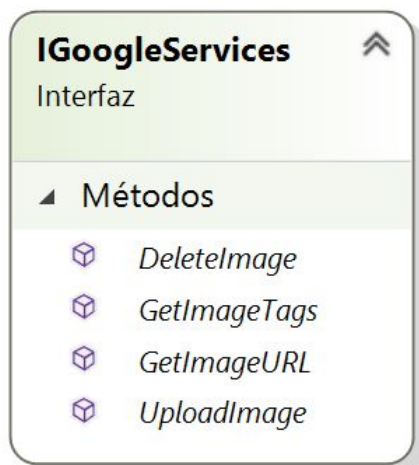 IGoogleServices
Interfaz
Métodos
DeleteImage
GetImageTags
GetImageURL
UploadImage